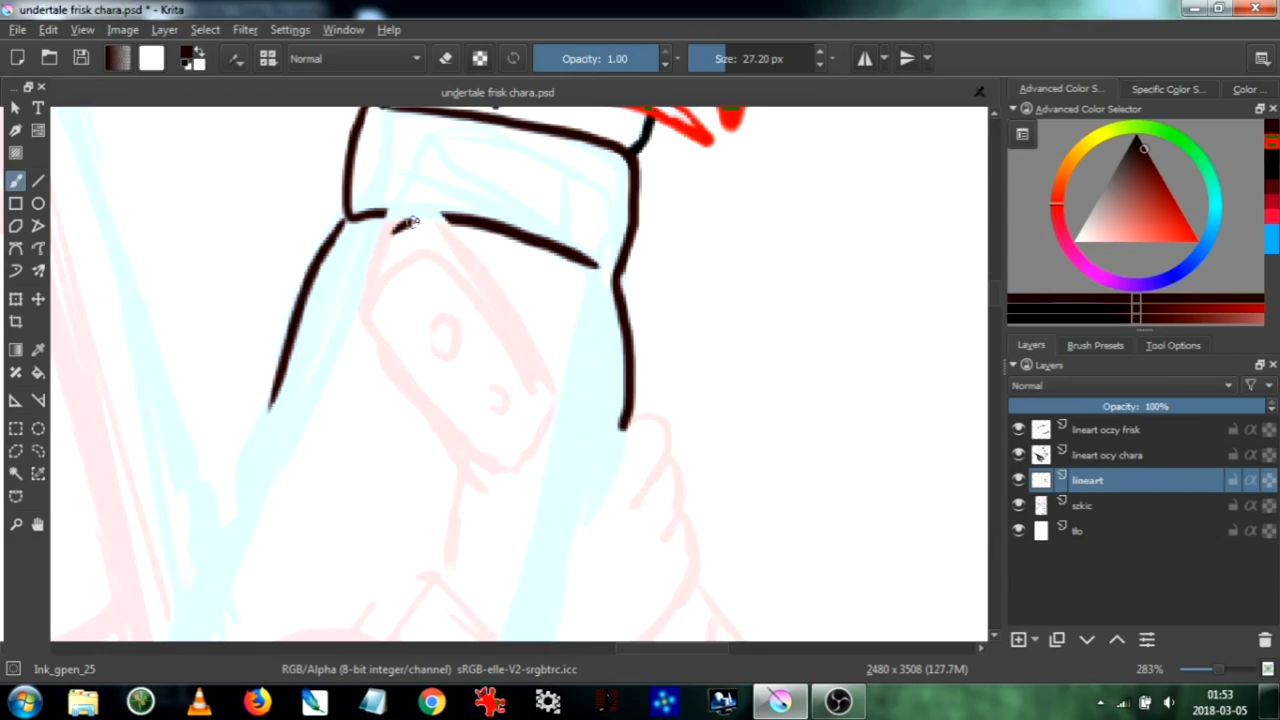 undertale frisk chara.psd * - Krita
File Edit View Image Layer Select Filter Settings Window Help
Normal Opacity: 1.00 Size: 27.20 px
undertale frisk chara.psd
Advanced Color S... Specific Color S... Color ...
Advanced Color Selector
Layers Brush Presets Tool Options
Layers
Normal
Opacity: 100%
lineart oczy frisk
lineart ocy chara
lineart
szkic
tło
Ink_gpen_25 RGB/Alpha (8-bit integer/channel) sRGB-elle-V2-srgbtrc.icc 2480 x 3508 (127.7M) 283%
01:53
2018-03-05